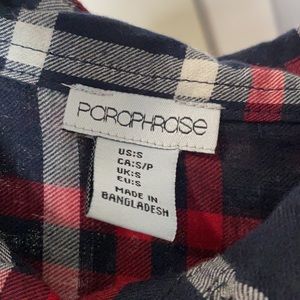 PARAPHRASE
US:S
CA:S/P
UK:S
EU:S
MADE IN
BANGLADESH